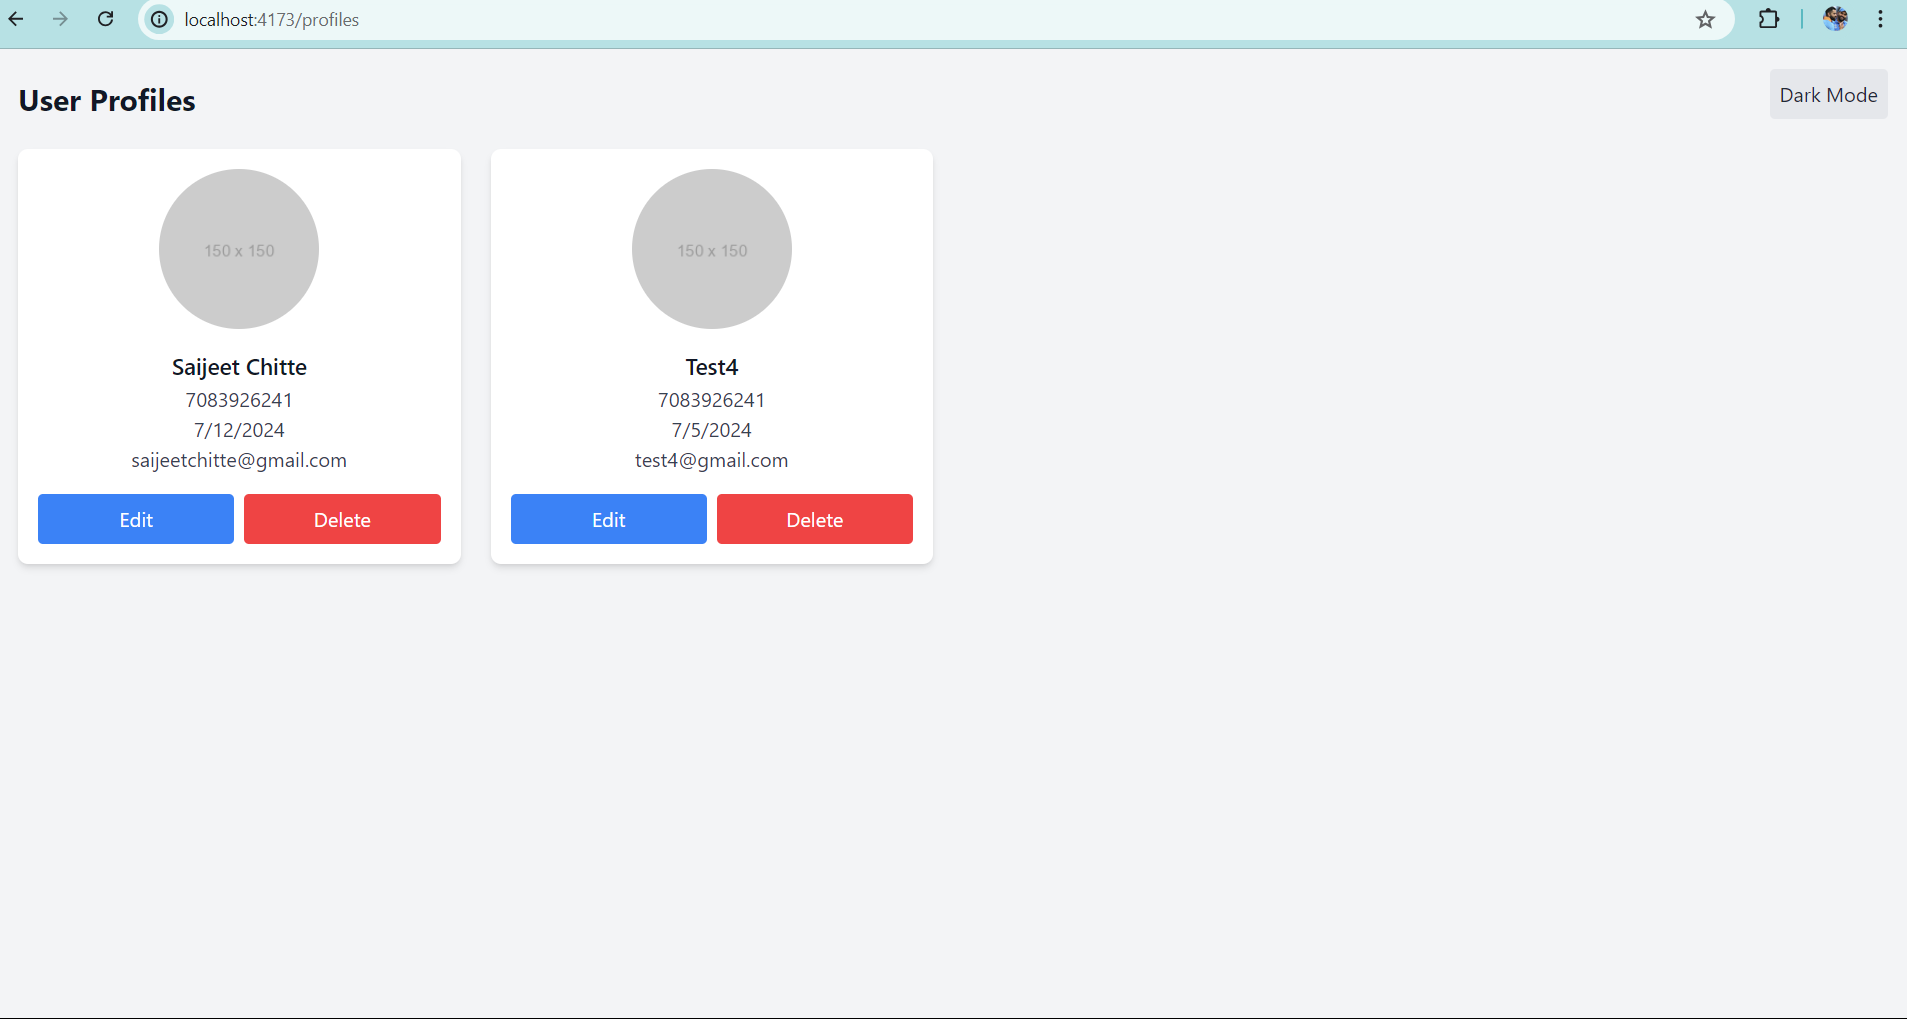 localhost:4173/profiles
User Profiles
Dark Mode
150 x 150
Saijeet Chitte
7083926241
7/12/2024
saijeetchitte@gmail.com
Edit
Delete
150 x 150
Test4
7083926241
7/5/2024
test4@gmail.com
Edit
Delete